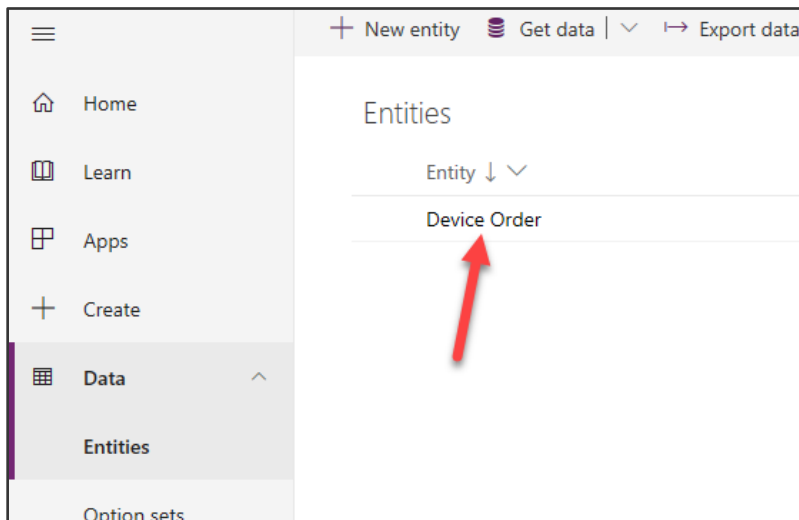 New entity Get data Export data
Home
Learn
Apps
Create
Data
Entities
Option sets
Entities
Entity
Device Order